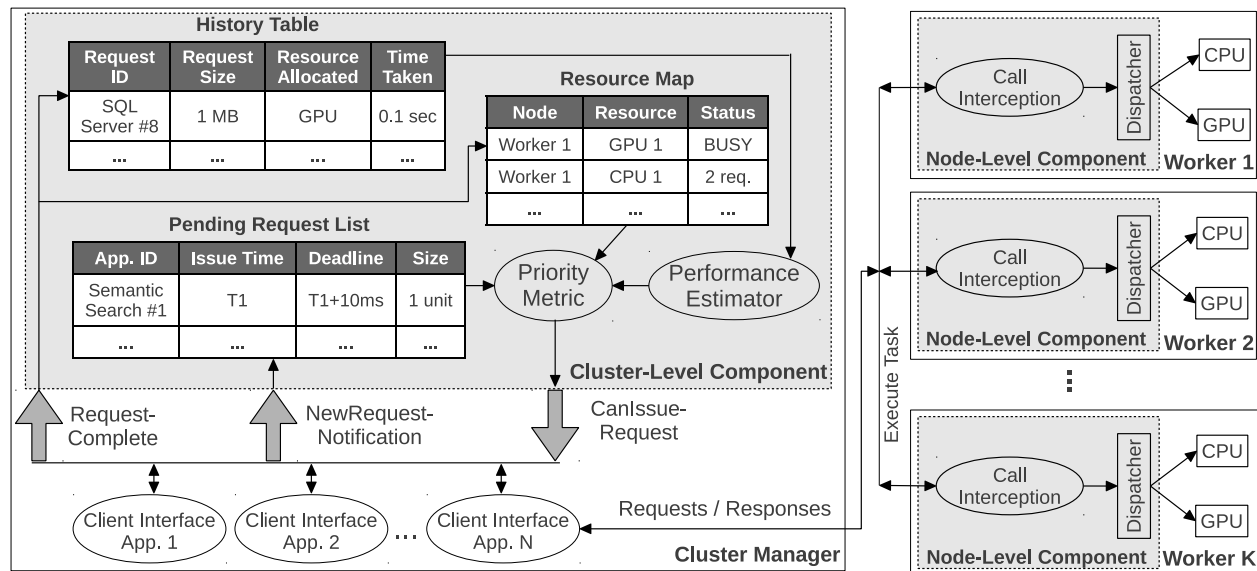 History Table
Request ID Request Size Resource Allocated Time Taken
SQL Server #8 1 MB GPU 0.1 sec
... ... ... ...
Resource Map
Node Resource Status
Worker 1 GPU 1 BUSY
Worker 1 CPU 1 2 req.
... ... ...
Pending Request List
App. ID Issue Time Deadline Size
Semantic Search #1 T1 T1+10ms 1 unit
... ... ... ...
Priority
Metric
Performance
Estimator
Cluster-Level Component
Request-
Complete
NewRequest-
Notification
CanIssue-
Request
Client Interface
App. 1
Client Interface
App. 2
...
Client Interface
App. N
Requests / Responses
Cluster Manager
Execute Task
Call
Interception
Dispatcher
CPU
GPU
Node-Level Component
Worker 1
Call
Interception
Dispatcher
CPU
GPU
Node-Level Component
Worker 2
...
Call
Interception
Dispatcher
CPU
GPU
Node-Level Component
Worker K